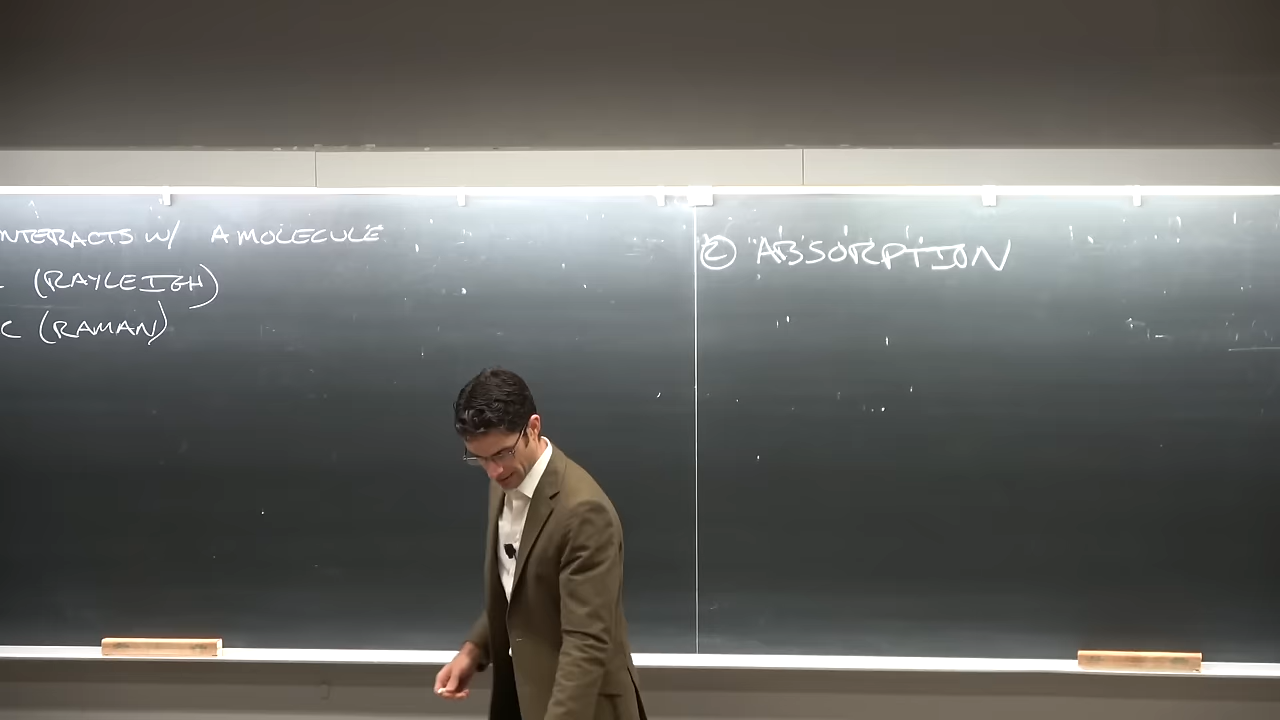 NTERACTS W/ A MOLECULE
(RAYLEIGH)
C (RAMAN)
② ABSORPTION